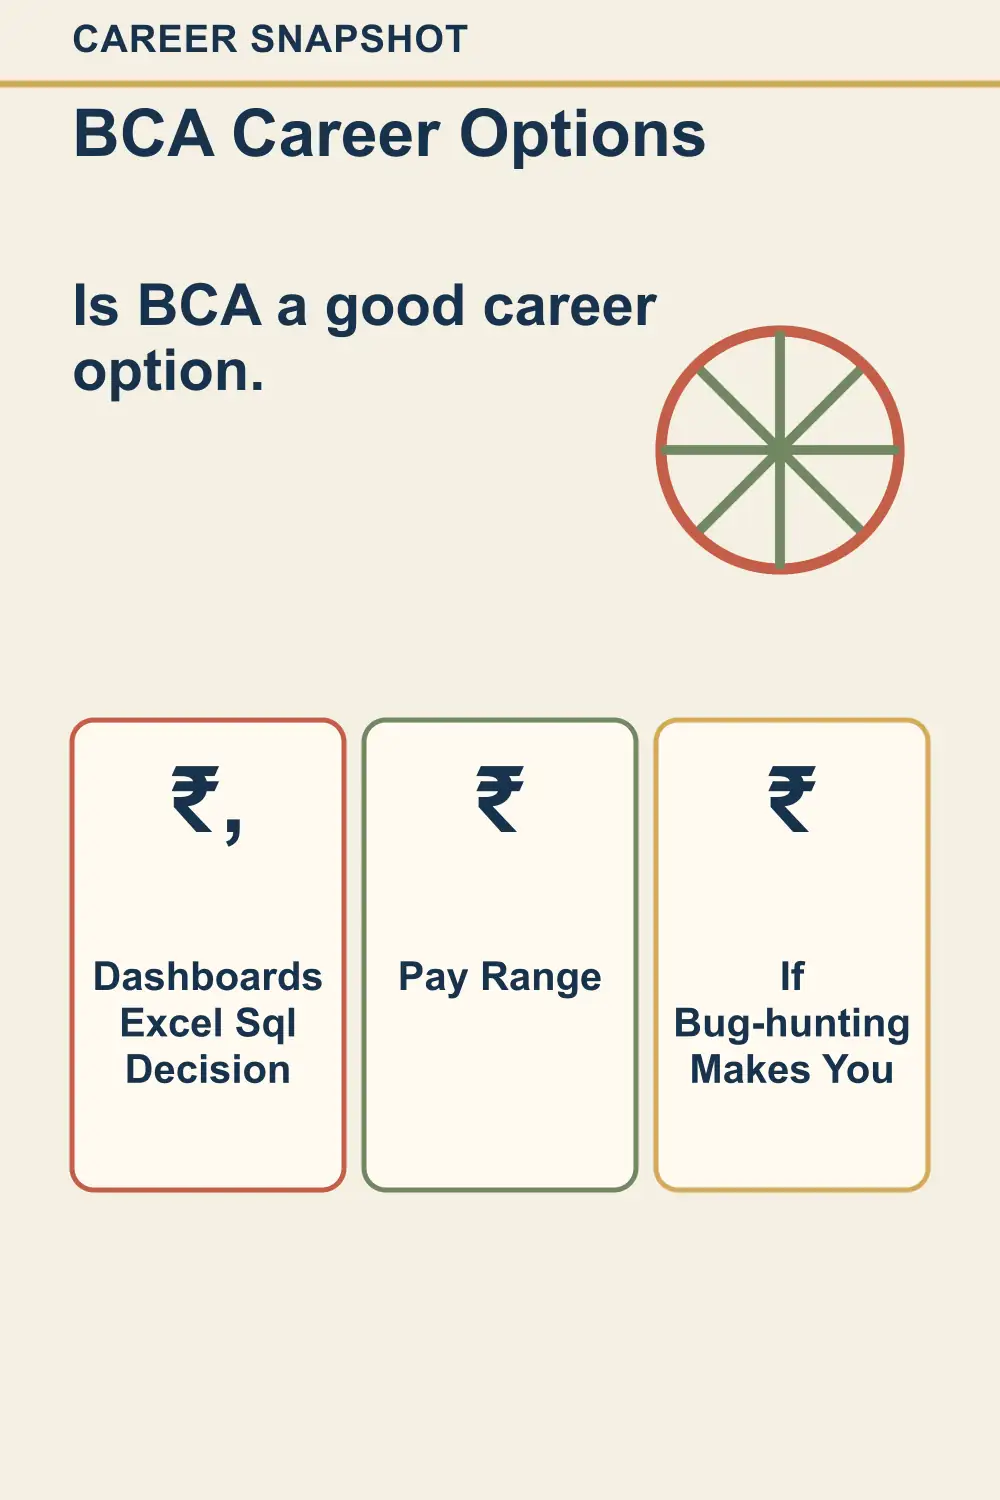 CAREER SNAPSHOT
BCA Career Options
Is BCA a good career
option.
₹,
Dashboards
Excel Sql
Decision
₹
Pay Range
₹
If
Bug-hunting
Makes You